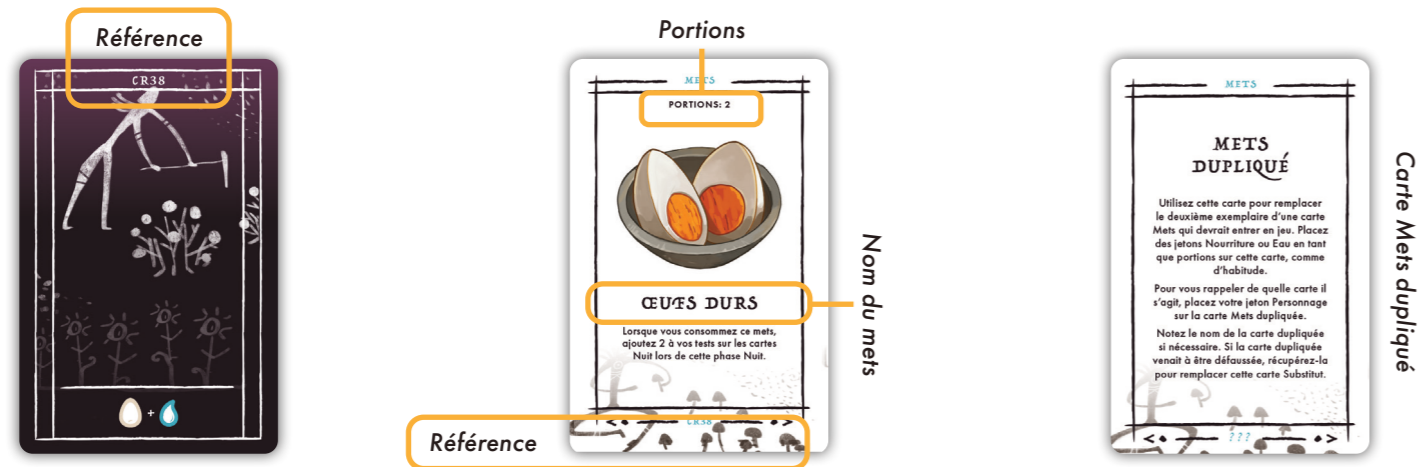 Référence
CR38
+
Portions
METS
PORTIONS: 2
ŒUFS DURS
Lorsque vous consommez ce mets,
ajoutez 2 à vos tests sur les cartes
Nuit lors de cette phase Nuit.
CR38
Référence
Nom du mets
METS
METS
DUPLIQUÉ
Utilisez cette carte pour remplacer
le deuxième exemplaire d’une carte
Mets qui devrait entrer en jeu. Placez
des jetons Nourriture ou Eau en tant
que portions sur cette carte, comme
d’habitude.
Pour vous rappeler de quelle carte il
s’agit, placez votre jeton Personnage
sur la carte Mets dupliquée.
Notez le nom de la carte dupliquée
si nécessaire. Si la carte dupliquée
venait à être défaussée, récupérez-la
pour remplacer cette carte Substitut.
???
Carte Mets dupliqué